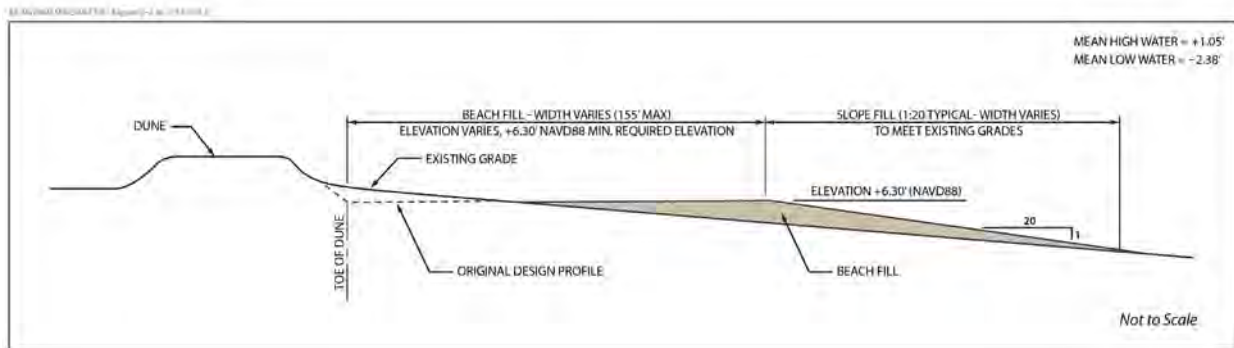 MEAN HIGH WATER = +1.05'
MEAN LOW WATER = -2.38'
BEACH FILL - WIDTH VARIES (155' MAX)
ELEVATION VARIES, +6.30' NAVD88 MIN. REQUIRED ELEVATION
SLOPE FILL (1:20 TYPICAL- WIDTH VARIES)
TO MEET EXISTING GRADES
DUNE
EXISTING GRADE
ELEVATION +6.30' (NAVD88)
20
1
TOE OF DUNE
ORIGINAL DESIGN PROFILE
BEACH FILL
Not to Scale